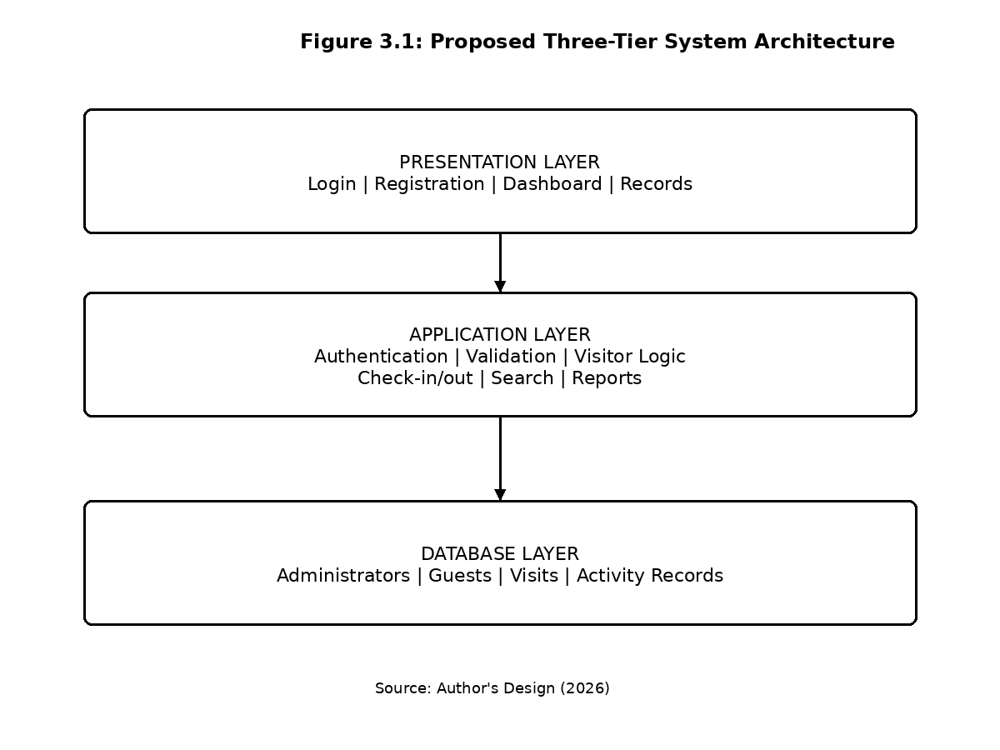 Figure 3.1: Proposed Three-Tier System Architecture
PRESENTATION LAYER
Login | Registration | Dashboard | Records
APPLICATION LAYER
Authentication | Validation | Visitor Logic
Check-in/out | Search | Reports
DATABASE LAYER
Administrators | Guests | Visits | Activity Records
Source: Author's Design (2026)